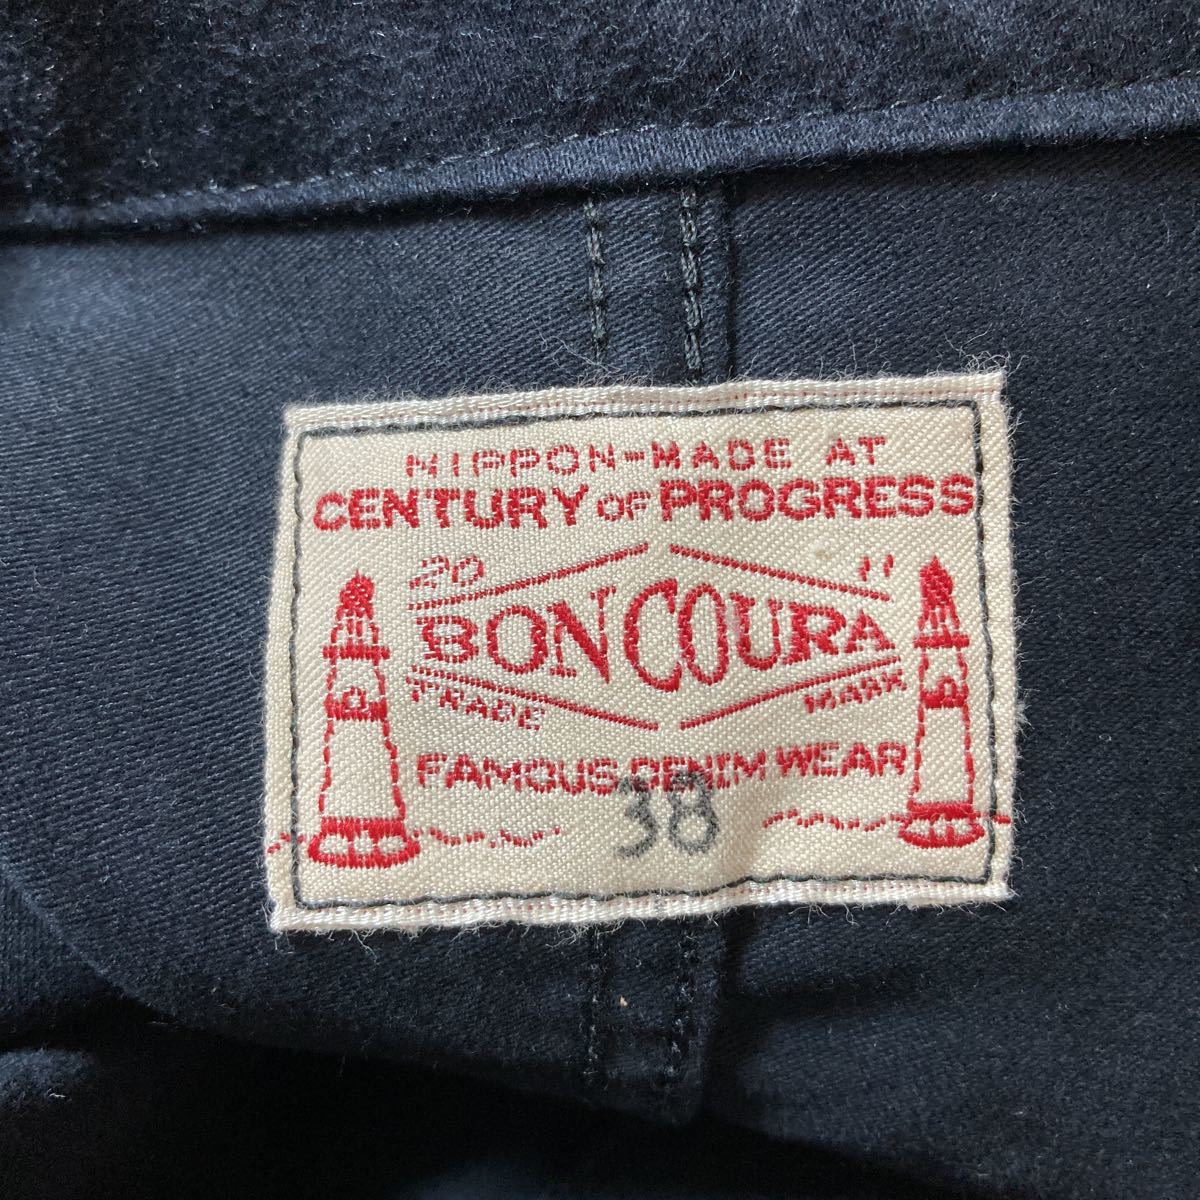 NIPPON-MADE AT
CENTURY OF PROGRESS
20 11
BONCOURA
TRADE MARK
FAMOUS DENIM WEAR
38